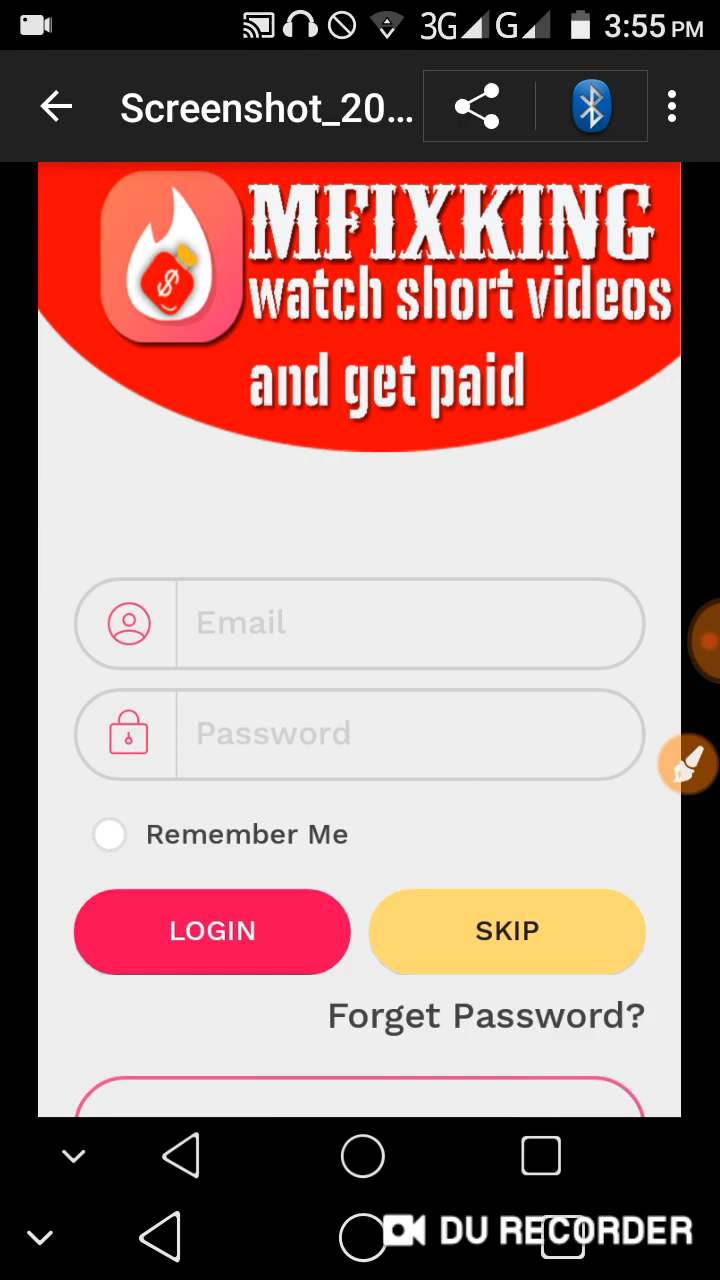 3G G 3:55 PM
Screenshot_20...
MFIXKING
watch short videos
and get paid
Email
Password
Remember Me
LOGIN SKIP
Forget Password?
DU RECORDER